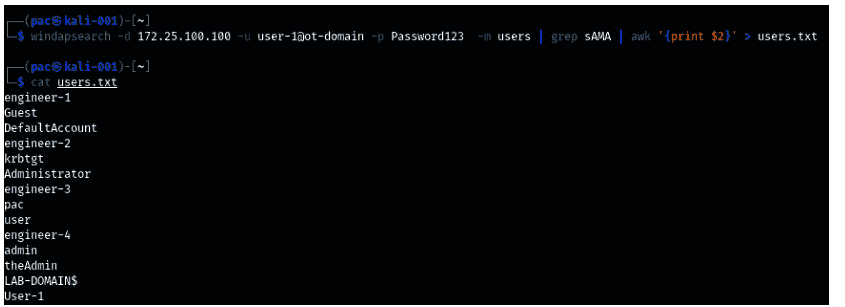 (pac㉿kali-001)-[~]
$ windapsearch -d 172.25.100.100 -u user-1@ot-domain -p Password123 -m users | grep sAMA | awk '{print $2}' > users.txt
(pac㉿kali-001)-[~]
$ cat users.txt
engineer-1
Guest
DefaultAccount
engineer-2
krbtgt
Administrator
engineer-3
pac
user
engineer-4
admin
theAdmin
LAB-DOMAIN$
User-1